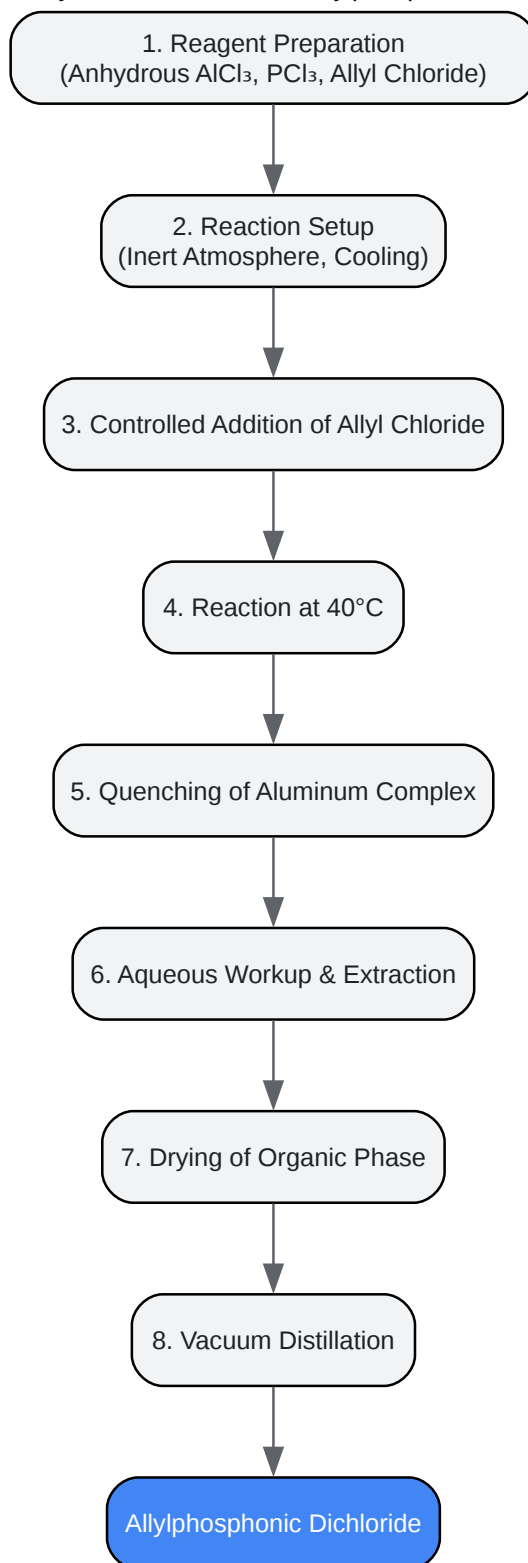 1. Reagent Preparation
(Anhydrous AlCl₃, PCl₃, Allyl Chloride)
2. Reaction Setup
(Inert Atmosphere, Cooling)
3. Controlled Addition of Allyl Chloride
4. Reaction at 40°C
5. Quenching of Aluminum Complex
6. Aqueous Workup & Extraction
7. Drying of Organic Phase
8. Vacuum Distillation
Allylphosphonic Dichloride